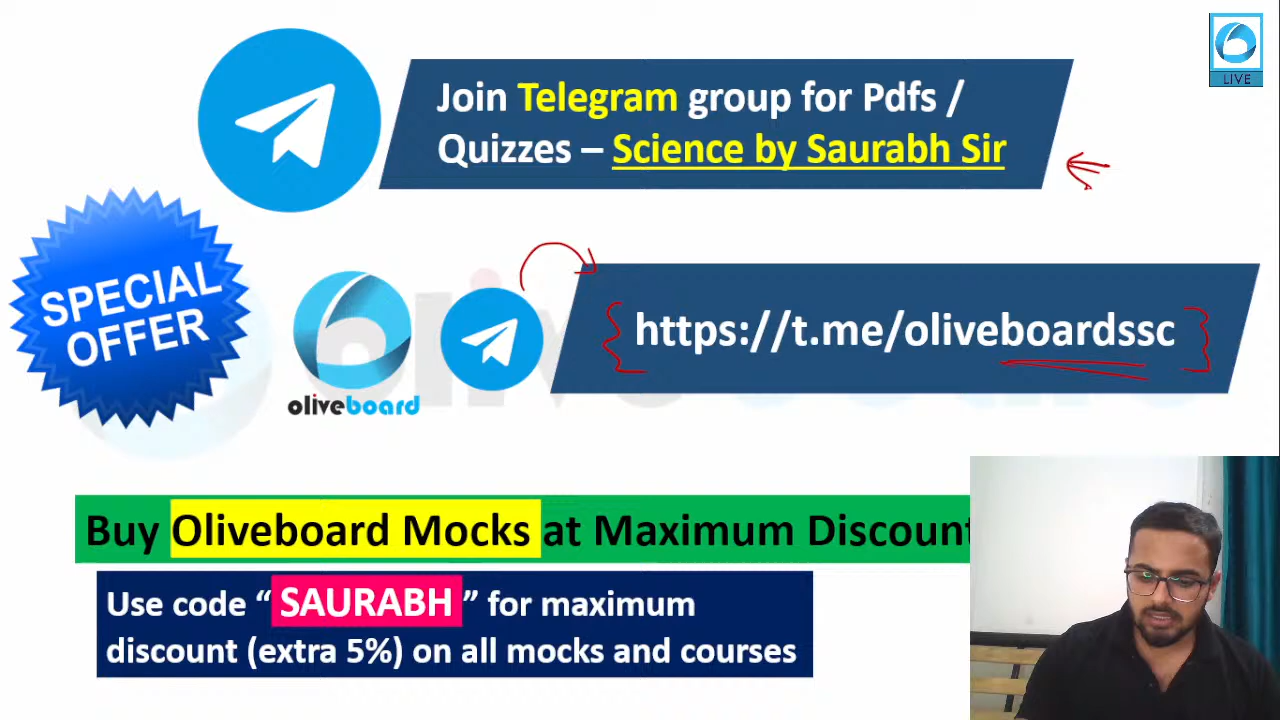 LIVE
Join Telegram group for Pdfs /
Quizzes – Science by Saurabh Sir
SPECIAL
OFFER
https://t.me/oliveboardssc
oliveboard
Buy Oliveboard Mocks at Maximum Discount
Use code “ SAURABH ” for maximum
discount (extra 5%) on all mocks and courses